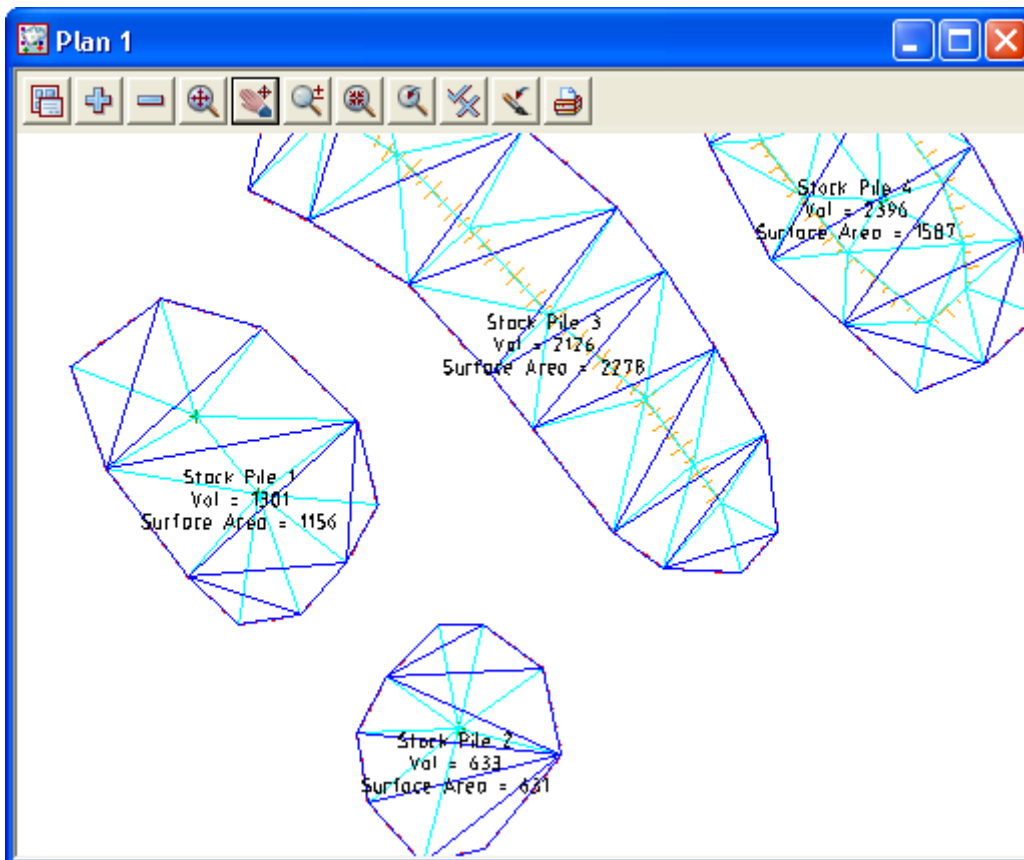 Plan 1
Stock Pile 4
Vol = 2396
Surface Area = 1587
Stock Pile 3
Vol = 2126
Surface Area = 2278
Stock Pile 1
Vol = 1301
Surface Area = 1156
Stock Pile 2
Vol = 633
Surface Area = 631